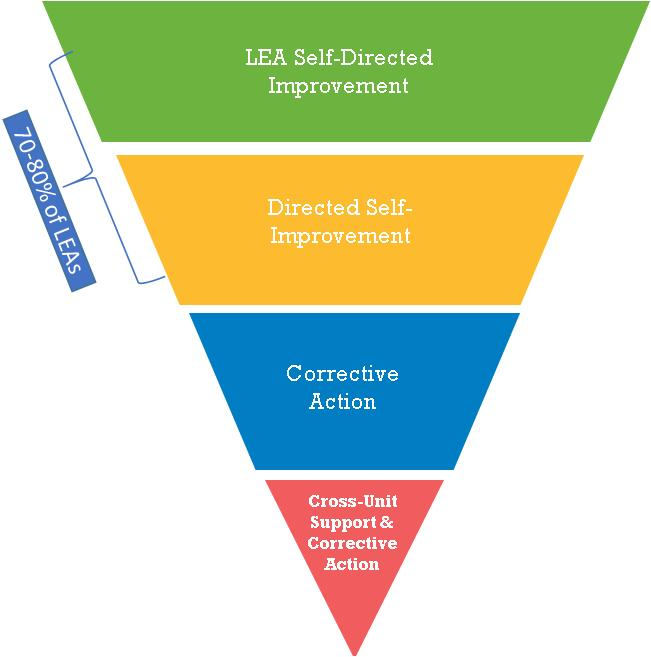 LEA Self-Directed
Improvement
70-80% of LEAs
Directed Self-
Improvement
Corrective
Action
Cross-Unit
Support &
Corrective
Action